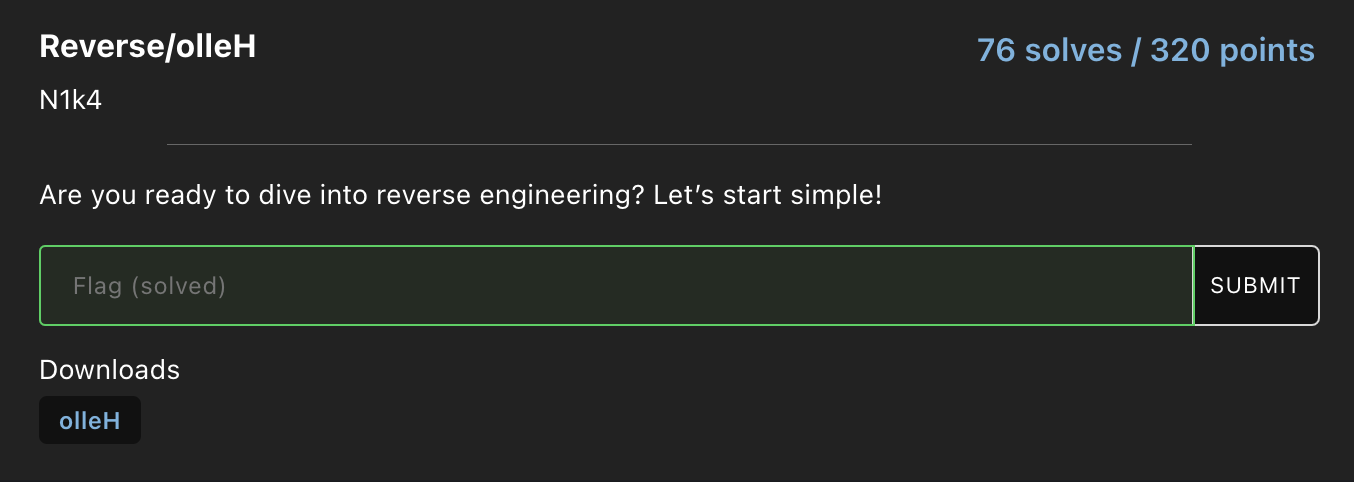 Reverse/olleH
76 solves / 320 points
N1k4
Are you ready to dive into reverse engineering? Let’s start simple!
Flag (solved)
SUBMIT
Downloads
olleH